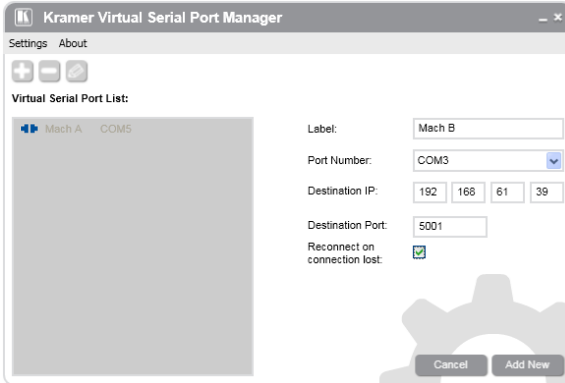 Kramer Virtual Serial Port Manager
Settings About
Virtual Serial Port List:
Mach A COM5
Label: Mach B
Port Number: COM3
Destination IP: 192 168 61 39
Destination Port: 5001
Reconnect on
connection lost:
Cancel Add New